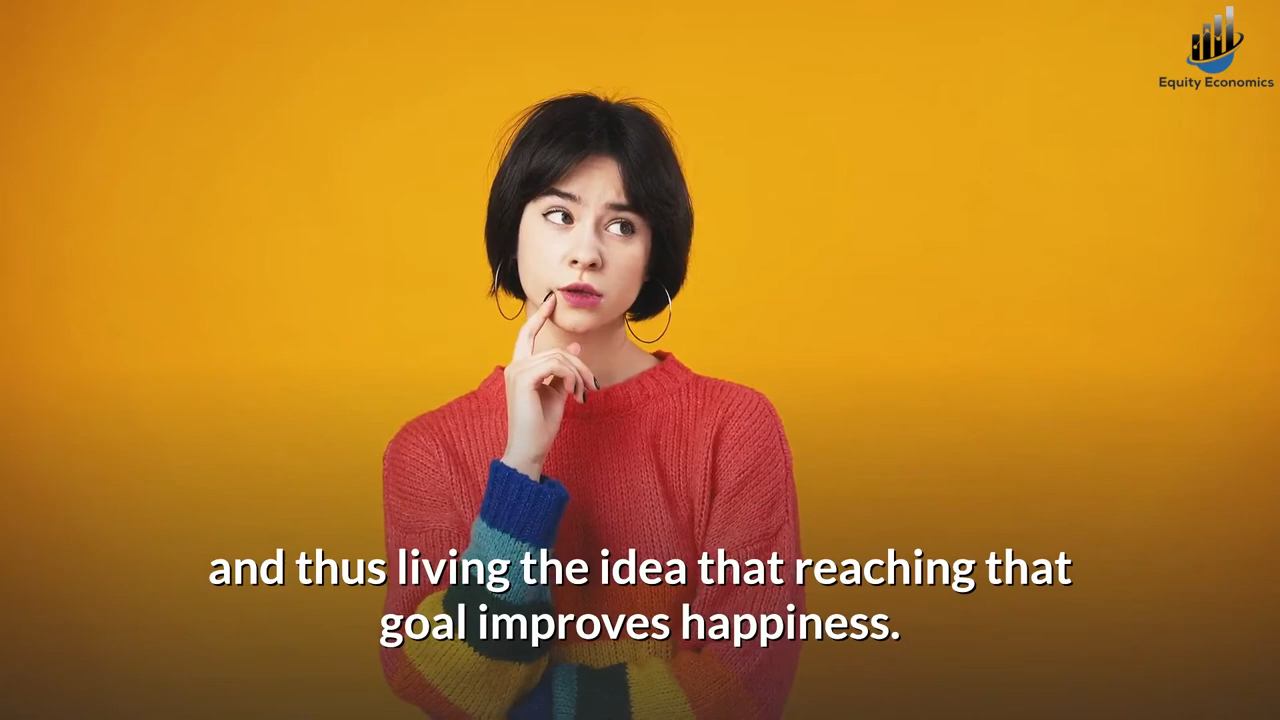 Equity Economics
and thus living the idea that reaching that
goal improves happiness.